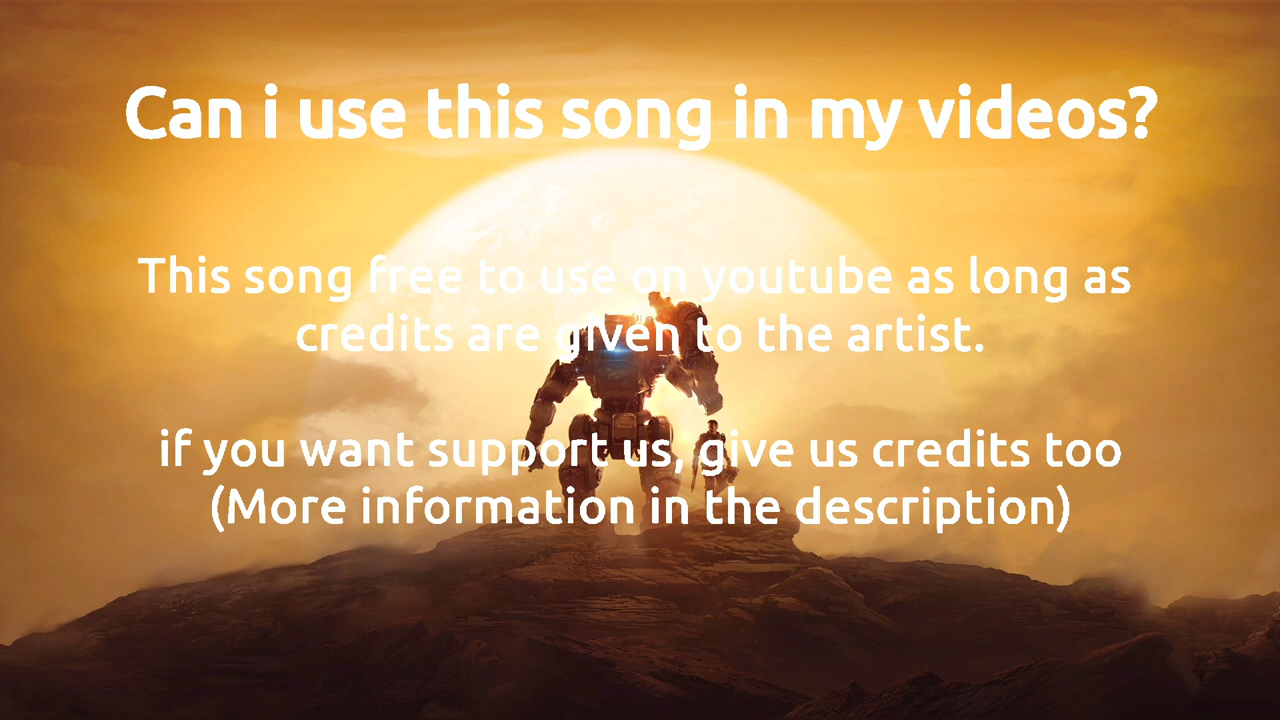 Can i use this song in my videos?
This song free to use on youtube as long as
credits are given to the artist.
if you want support us, give us credits too
(More information in the description)